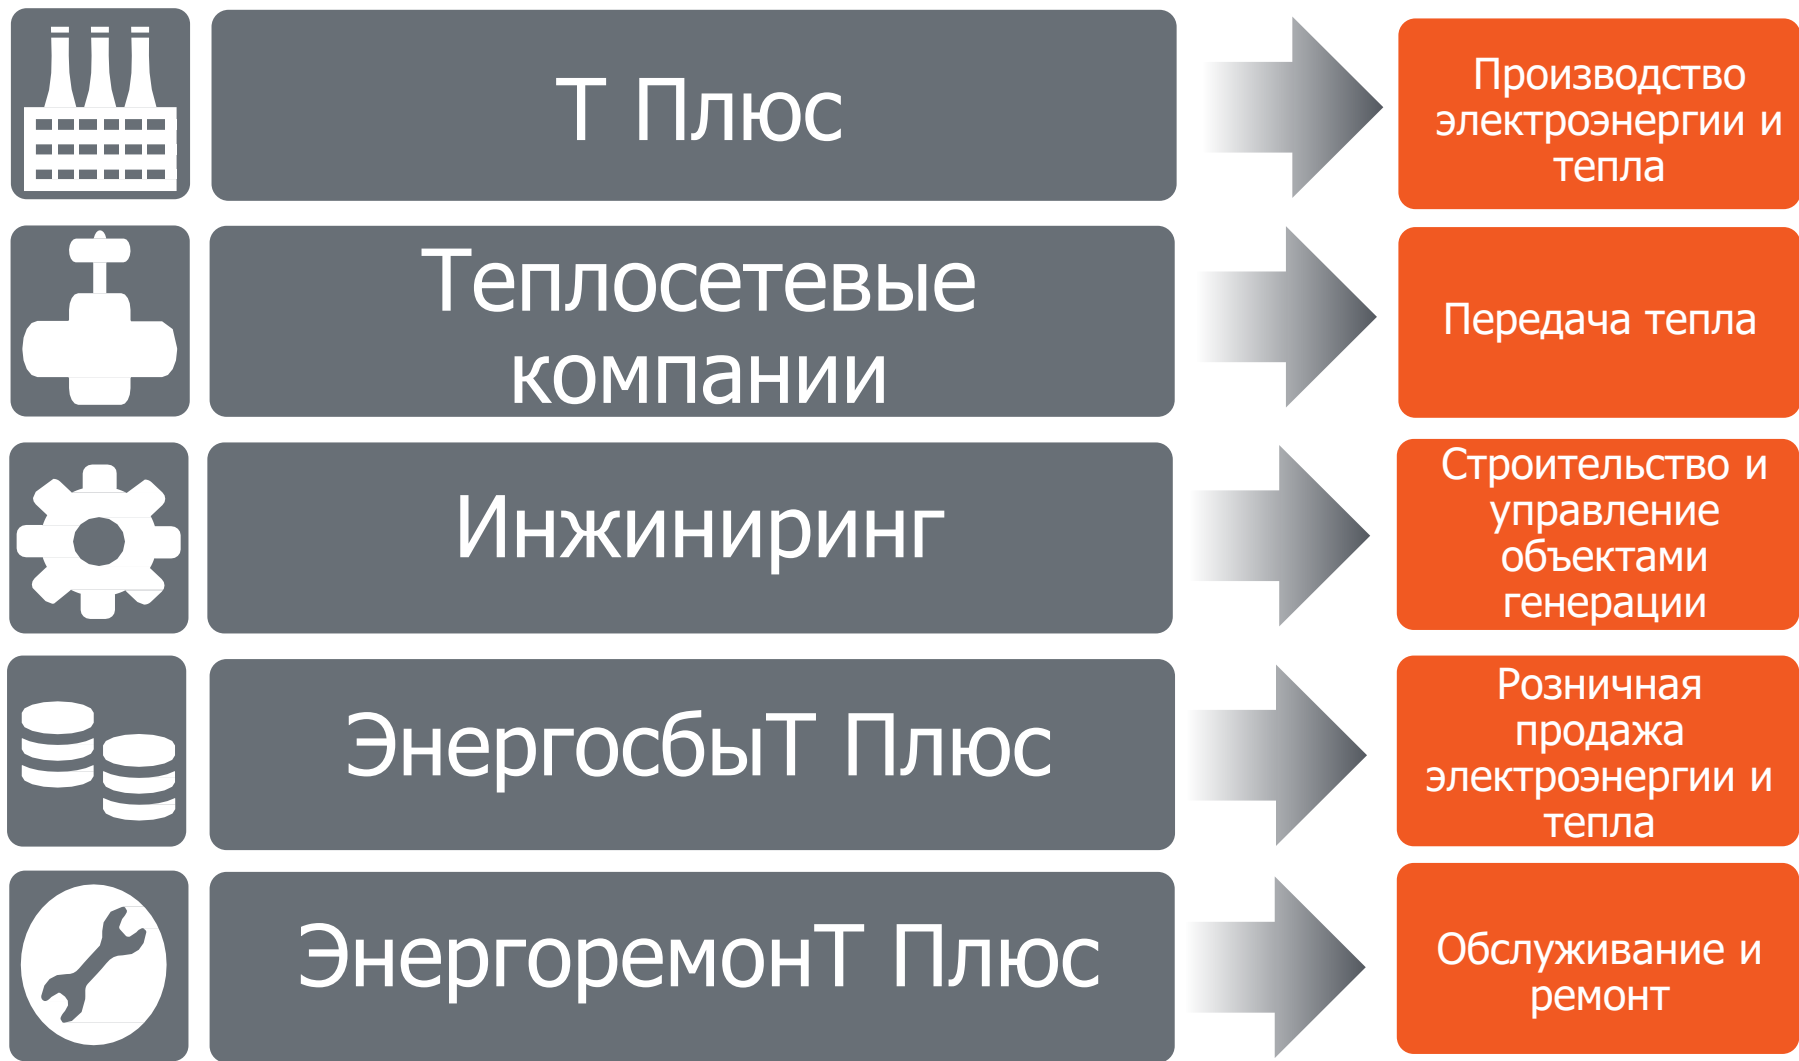 Т Плюс
Производство
электроэнергии и
тепла
Теплосетевые
компании
Передача тепла
Инжиниринг
Строительство и
управление
объектами
генерации
ЭнергосбыТ Плюс
Розничная
продажа
электроэнергии и
тепла
ЭнергоремонТ Плюс
Обслуживание и
ремонт